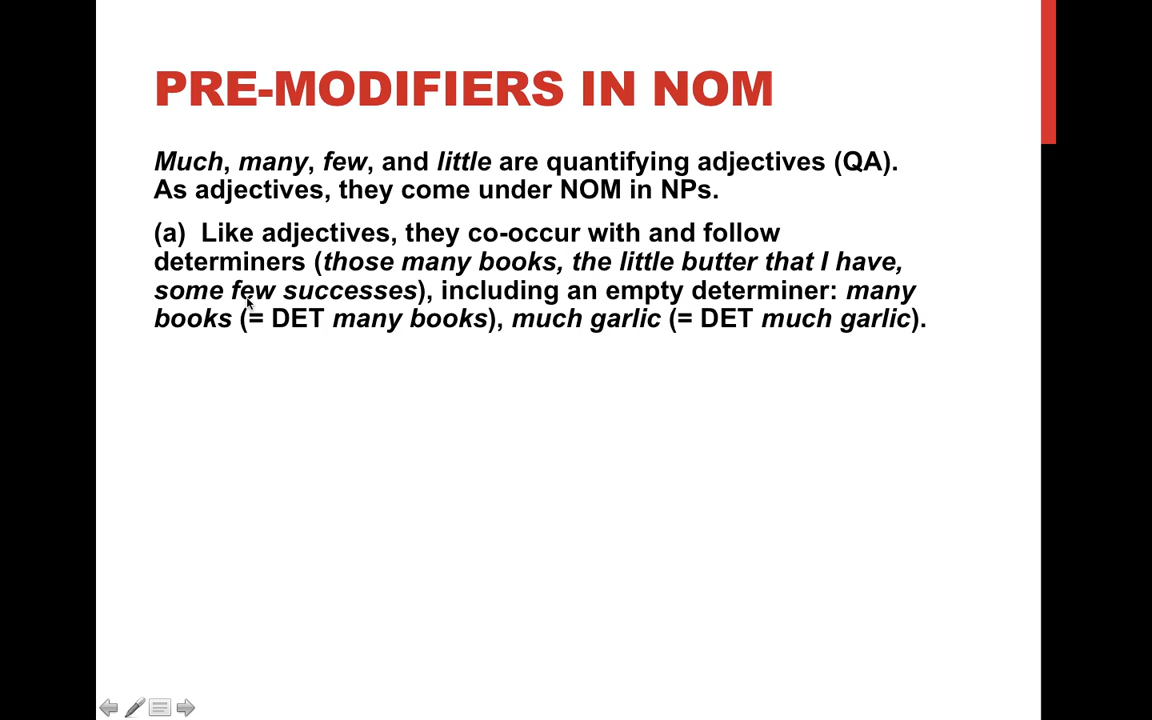 PRE-MODIFIERS IN NOM
Much, many, few, and little are quantifying adjectives (QA).
As adjectives, they come under NOM in NPs.
(a) Like adjectives, they co-occur with and follow
determiners (those many books, the little butter that I have,
some few successes), including an empty determiner: many
books (= DET many books), much garlic (= DET much garlic).